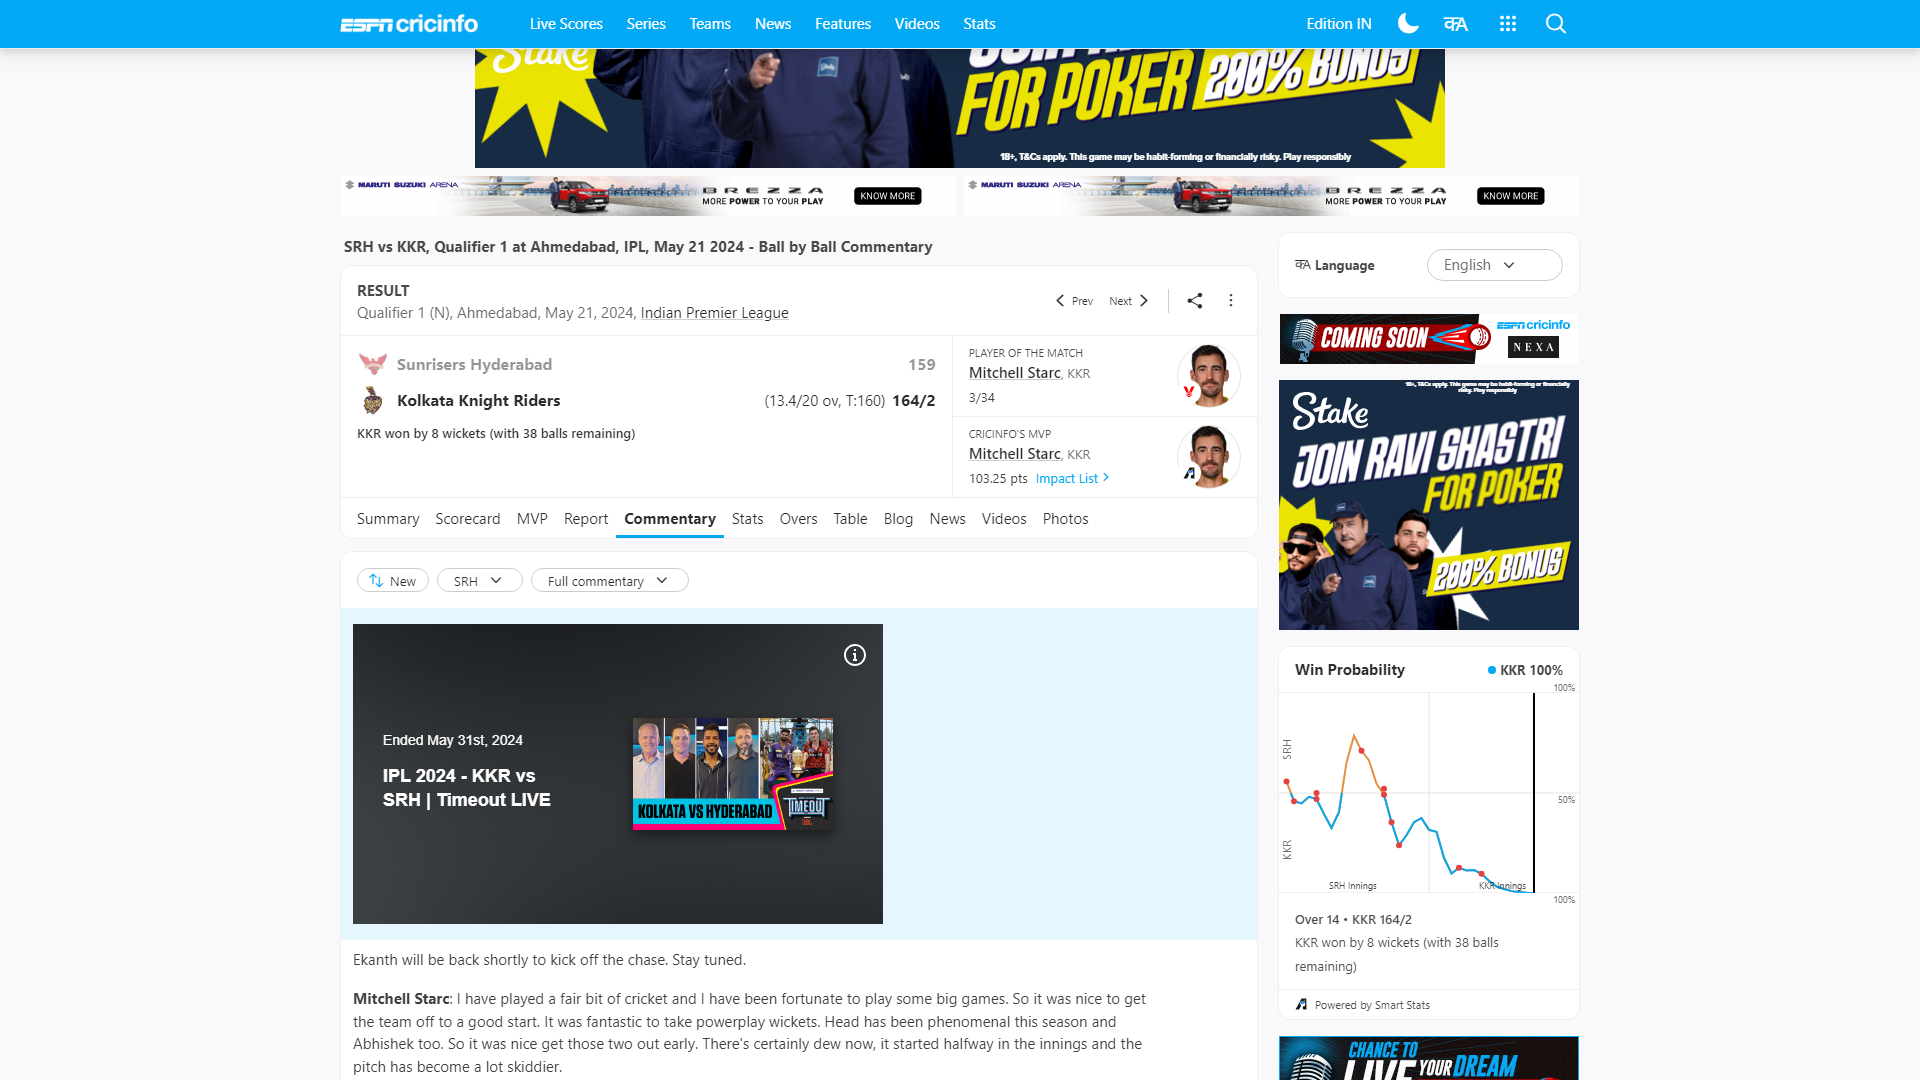 ESPN cricinfo
Live Scores
Series
Teams
News
Features
Videos
Stats
Edition IN
Stake
FOR POKER 200% BONUS
18+, T&Cs apply. This game may be habit-forming or financially risky. Play responsibly
MARUTI SUZUKI ARENA
BREZZA
MORE POWER TO YOUR PLAY
KNOW MORE
MARUTI SUZUKI ARENA
BREZZA
MORE POWER TO YOUR PLAY
KNOW MORE
SRH vs KKR, Qualifier 1 at Ahmedabad, IPL, May 21 2024 - Ball by Ball Commentary
RESULT
Qualifier 1 (N), Ahmedabad, May 21, 2024, Indian Premier League
Prev
Next
Sunrisers Hyderabad 159
Kolkata Knight Riders (13.4/20 ov, T:160) 164/2
KKR won by 8 wickets (with 38 balls remaining)
PLAYER OF THE MATCH
Mitchell Starc, KKR
3/34
CRICINFO'S MVP
Mitchell Starc, KKR
103.25 pts Impact List
Summary
Scorecard
MVP
Report
Commentary
Stats
Overs
Table
Blog
News
Videos
Photos
New
SRH
Full commentary
Ended May 31st, 2024
IPL 2024 - KKR vs
SRH | Timeout LIVE
KOLKATA VS HYDERABAD
TIMEOUT
Ekanth will be back shortly to kick off the chase. Stay tuned.
Mitchell Starc: I have played a fair bit of cricket and I have been fortunate to play some big games. So it was nice to get
the team off to a good start. It was fantastic to take powerplay wickets. Head has been phenomenal this season and
Abhishek too. So it was nice get those two out early. There's certainly dew now, it started halfway in the innings and the
pitch has become a lot skiddier.
कA Language
English
COMING SOON
ESPN cricinfo
NEXA
18+, T&Cs apply. This game may be habit-forming or financially
risky. Play responsibly
Stake
JOIN RAVI SHASTRI
FOR POKER
200% BONUS
Win Probability
KKR 100%
100%
SRH
50%
KKR
SRH Innings
KKR Innings
100%
Over 14 • KKR 164/2
KKR won by 8 wickets (with 38 balls
remaining)
Powered by Smart Stats
CHANCE TO
LIVE YOUR DREAM